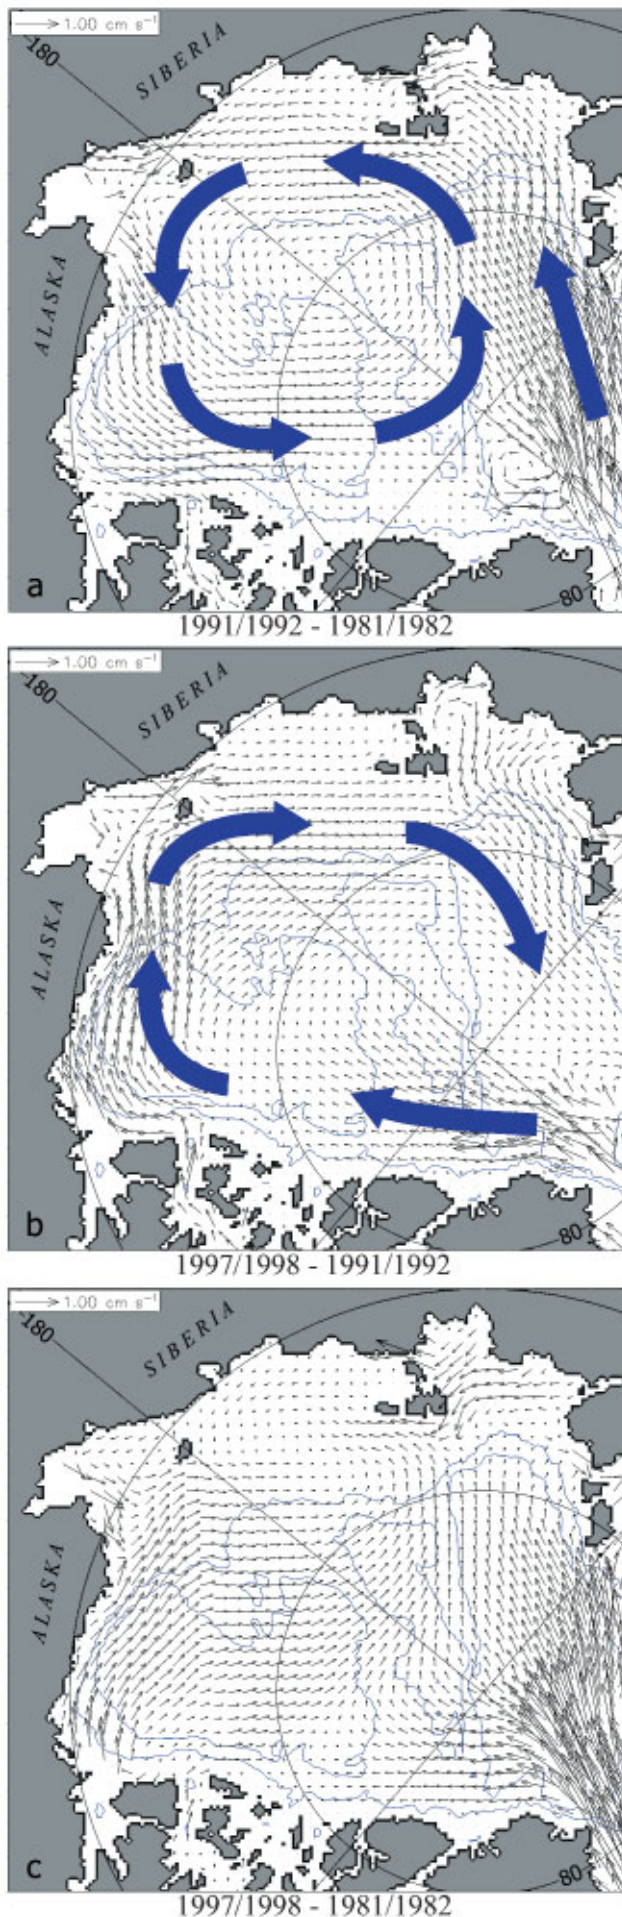 1.00 cm s⁻¹
-180
SIBERIA
ALASKA
80
a
1991/1992 - 1981/1982
1.00 cm s⁻¹
-180
SIBERIA
ALASKA
80
b
1997/1998 - 1991/1992
1.00 cm s⁻¹
-180
SIBERIA
ALASKA
80
c
1997/1998 - 1981/1982